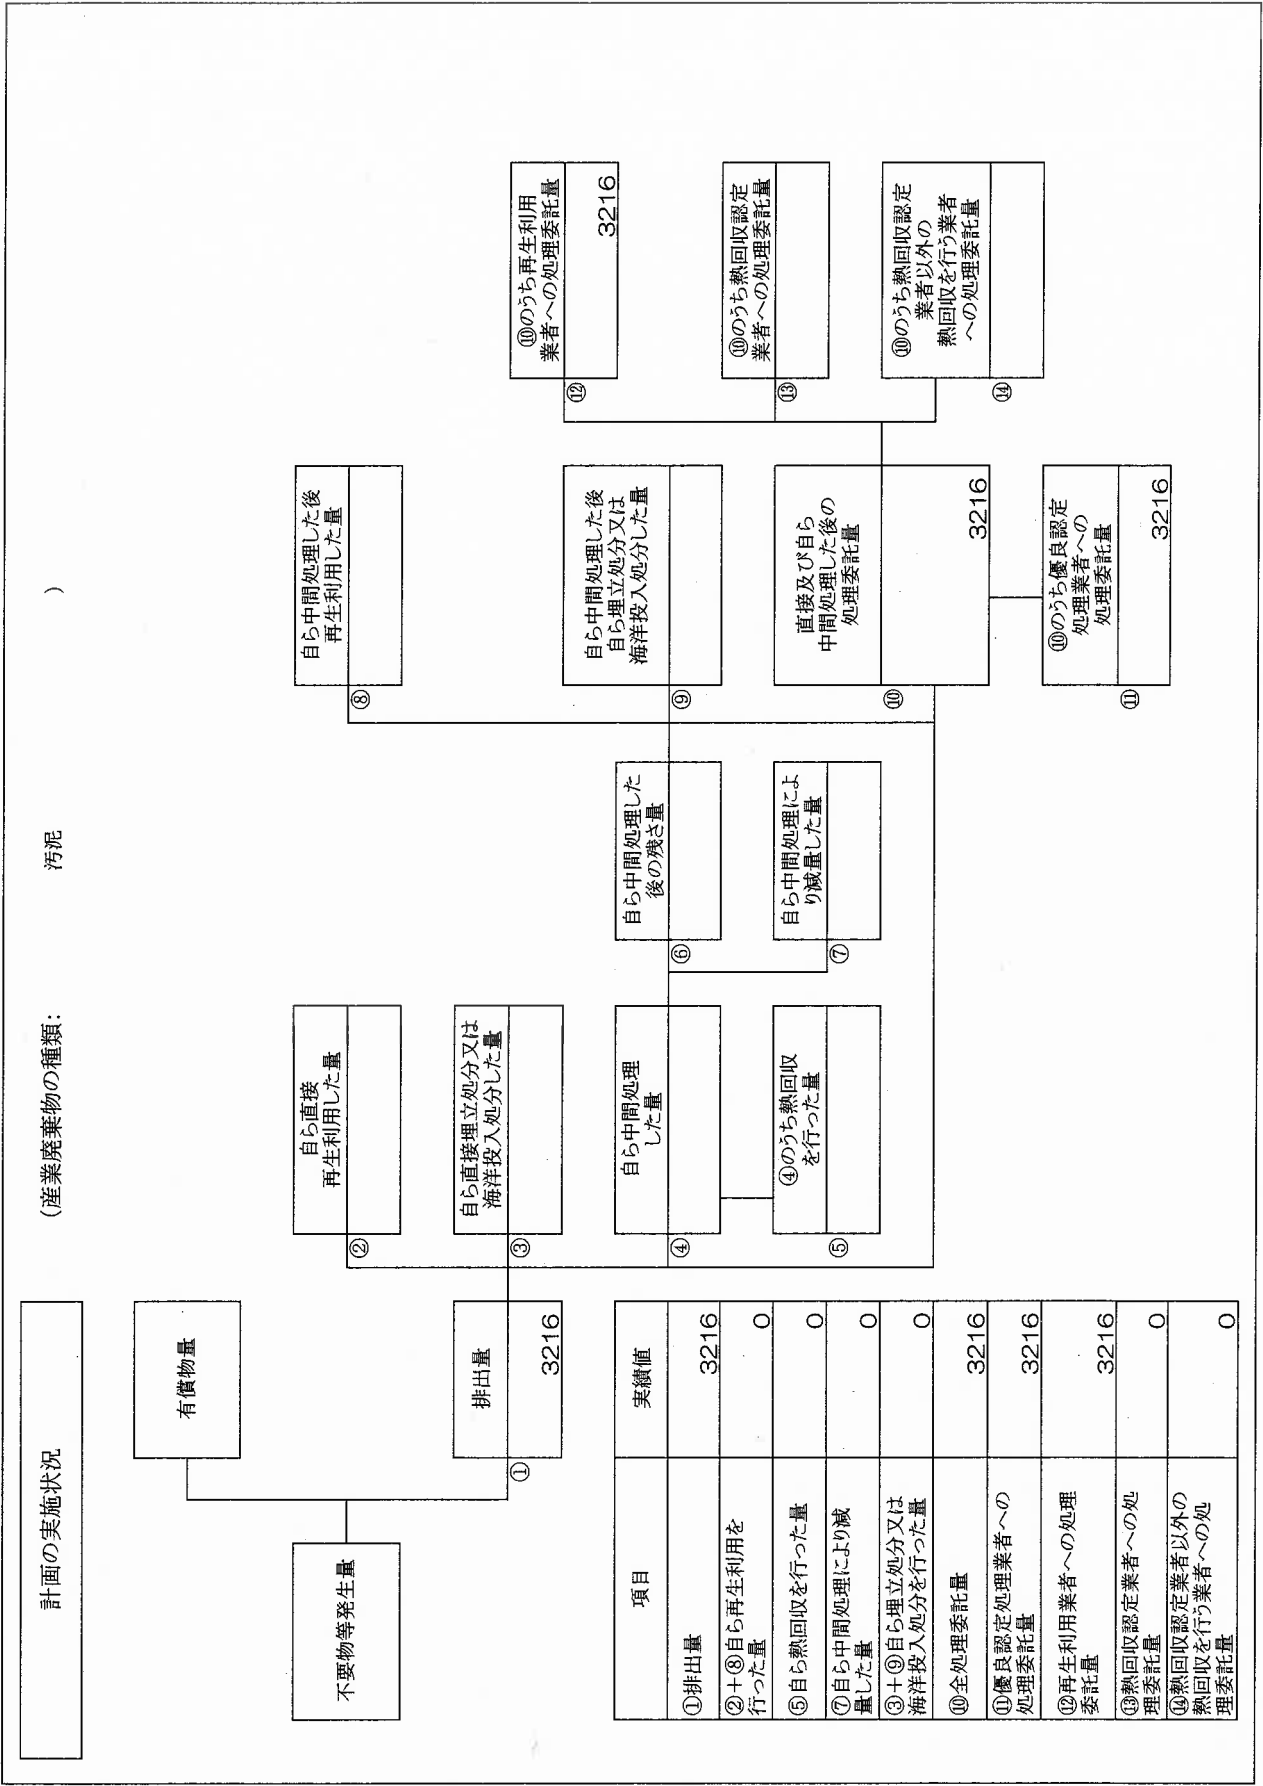 計画の実施状況
（産業廃棄物の種類：
汚泥
）
不要物等発生量
有償物量
排出量
①
3216
自ら直接
再生利用した量
②
自ら直接埋立処分又は
海洋投入処分した量
③
自ら中間処理
した量
④
④のうち熱回収
を行った量
⑤
自ら中間処理した
後の残さ量
⑥
自ら中間処理によ
り減量した量
⑦
自ら中間処理した後
再生利用した量
⑧
自ら中間処理した後
自ら埋立処分又は
海洋投入処分した量
⑨
直接及び自ら
中間処理した後の
処理委託量
⑩
3216
⑩のうち優良認定
処理業者への
処理委託量
⑪
3216
⑩のうち再生利用
業者への処理委託量
⑫
3216
⑩のうち熱回収認定
業者への処理委託量
⑬
⑩のうち熱回収認定
業者以外の
熱回収を行う業者
への処理委託量
⑭
項目
実績値
①排出量
3216
②＋⑧自ら再生利用を
行った量
0
⑤自ら熱回収を行った量
0
⑦自ら中間処理により減
量した量
0
③＋⑨自ら埋立処分又は
海洋投入処分を行った量
0
⑩全処理委託量
3216
⑪優良認定処理業者への
処理委託量
3216
⑫再生利用業者への処理
委託量
3216
⑬熱回収認定業者への処
理委託量
0
⑭熱回収認定業者以外の
熱回収を行う業者への処
理委託量
0